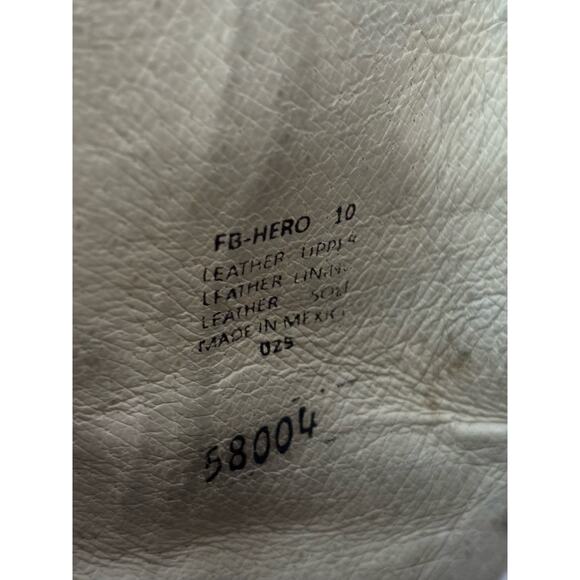 FB-HERO 10
LEATHER UPPER
LEATHER LINING
LEATHER SOLE
MADE IN MEXICO
025
58004